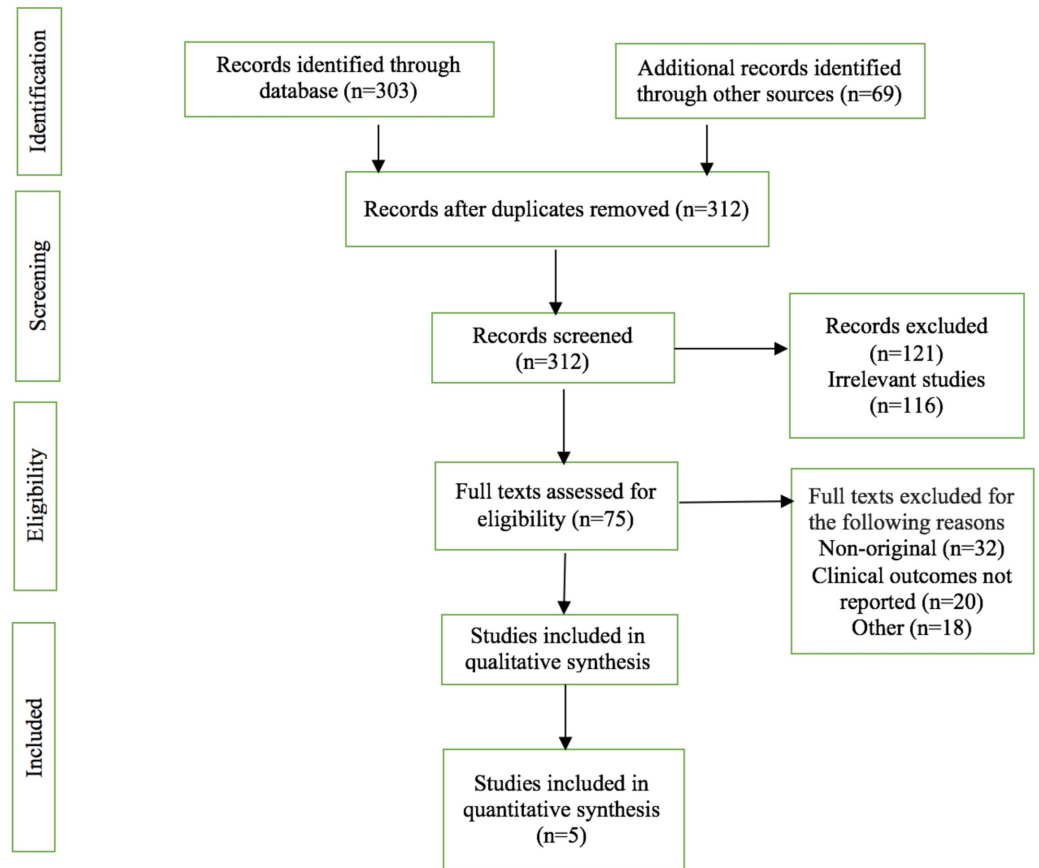 Identification
Records identified through
database (n=303)
Additional records identified
through other sources (n=69)
Records after duplicates removed (n=312)
Screening
Records screened
(n=312)
Records excluded
(n=121)
Irrelevant studies
(n=116)
Eligibility
Full texts assessed for
eligibility (n=75)
Full texts excluded for
the following reasons
Non-original (n=32)
Clinical outcomes not
reported (n=20)
Other (n=18)
Included
Studies included in
qualitative synthesis
Studies included in
quantitative synthesis
(n=5)